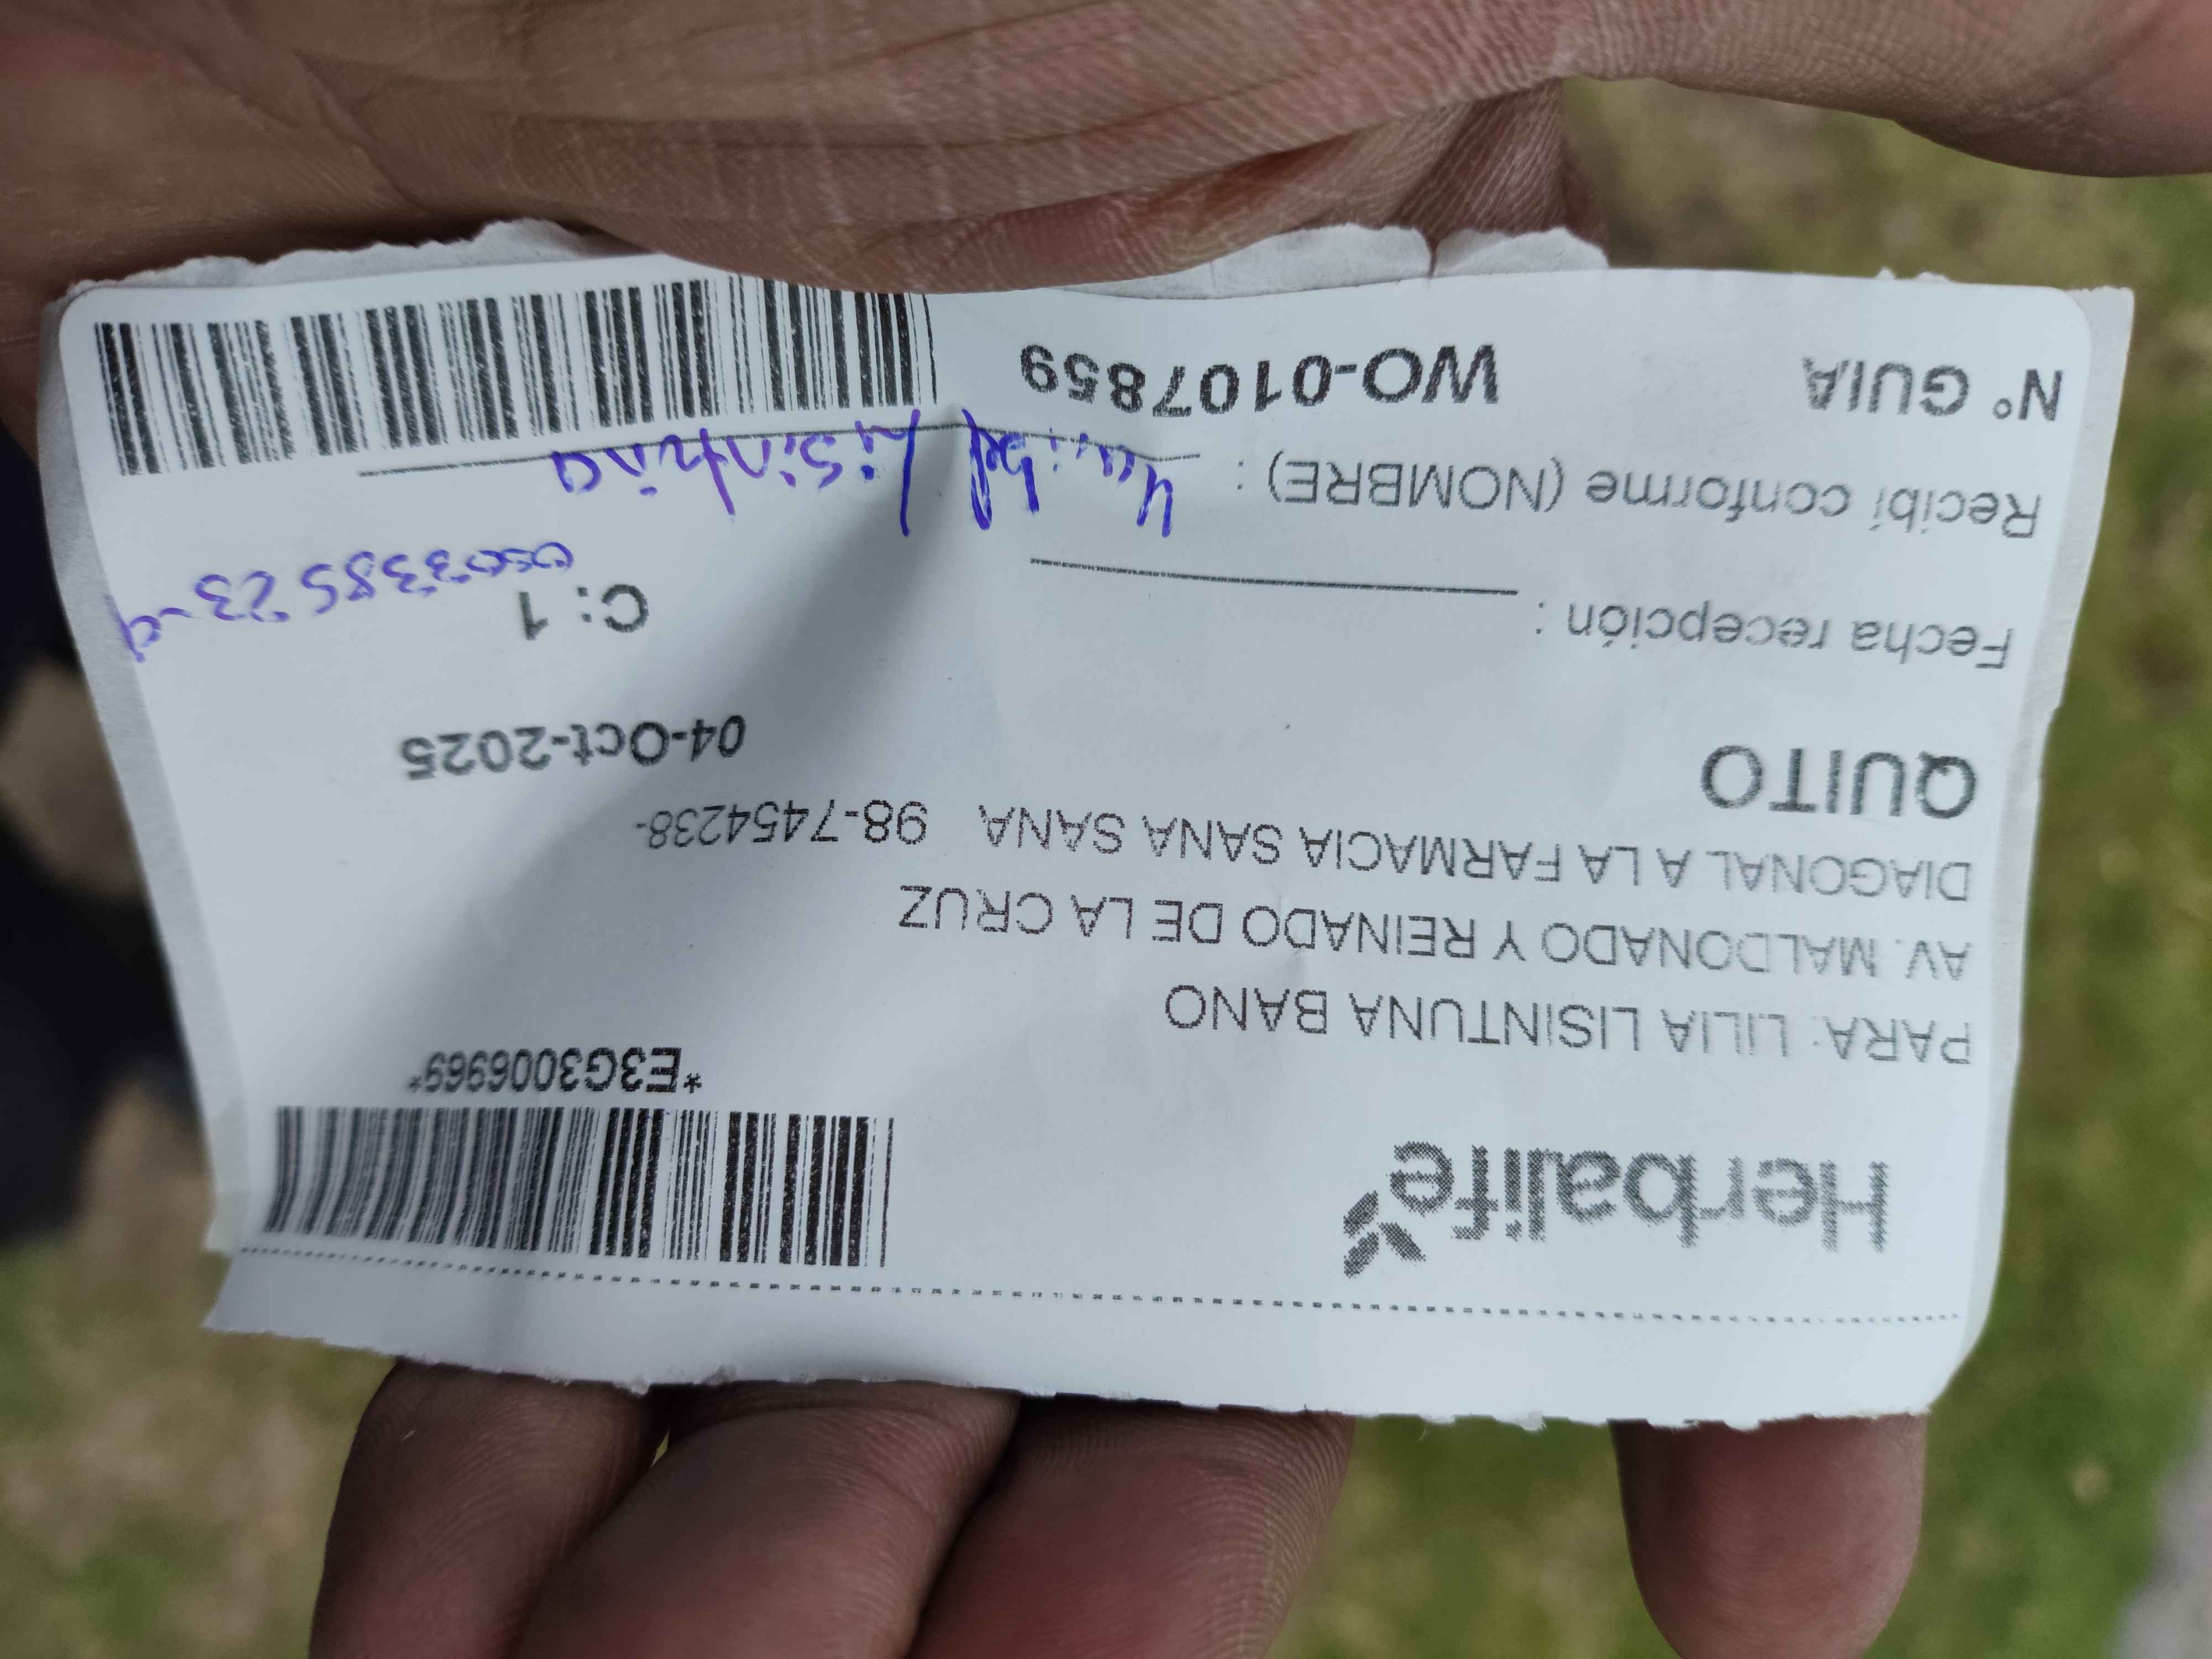 Herbalife
*E3G3006969*
PARA: LILIA LISINTUNA BANO
AV. MALDONADO Y REINADO DE LA CRUZ
DIAGONAL A LA FARMACIA SANA SANA 98-7454238-
QUITO
04-Oct-2025
Fecha recepción :
C: 1
Recibí conforme (NOMBRE) : Lisintuna
N° GUIA WO-0107859